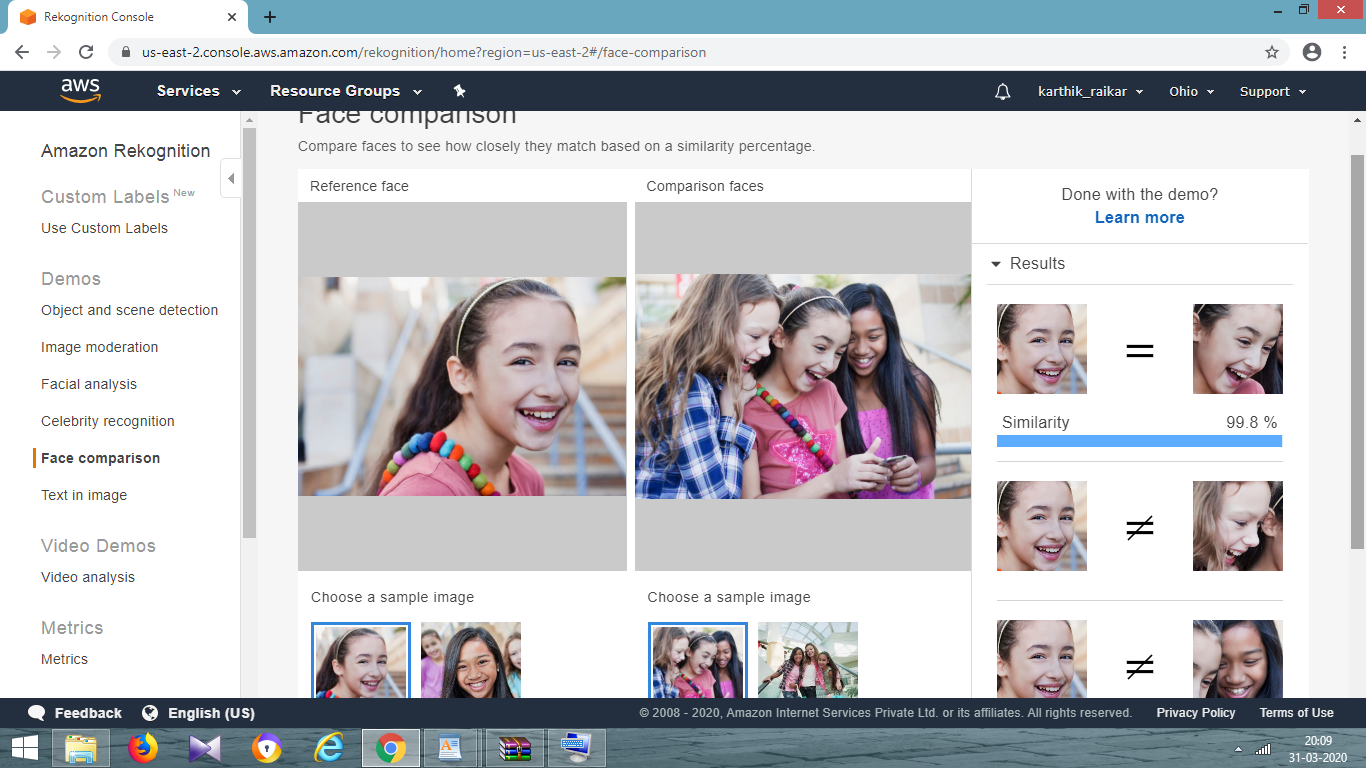 Rekognition Console
us-east-2.console.aws.amazon.com/rekognition/home?region=us-east-2#/face-comparison
aws
Services
Resource Groups
karthik_raikar
Ohio
Support
Amazon Rekognition
Custom Labels New
Use Custom Labels
Demos
Object and scene detection
Image moderation
Facial analysis
Celebrity recognition
Face comparison
Text in image
Video Demos
Video analysis
Metrics
Metrics
Face comparison
Compare faces to see how closely they match based on a similarity percentage.
Reference face
Comparison faces
Choose a sample image
Choose a sample image
Done with the demo?
Learn more
Results
=
Similarity 99.8 %
≠
≠
Feedback
English (US)
© 2008 - 2020, Amazon Internet Services Private Ltd. or its affiliates. All rights reserved.
Privacy Policy
Terms of Use
20:09
31-03-2020